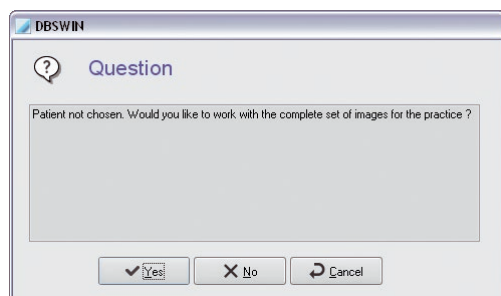 DBSWIN
Question
Patient not chosen. Would you like to work with the complete set of images for the practice ?
Yes
No
Cancel